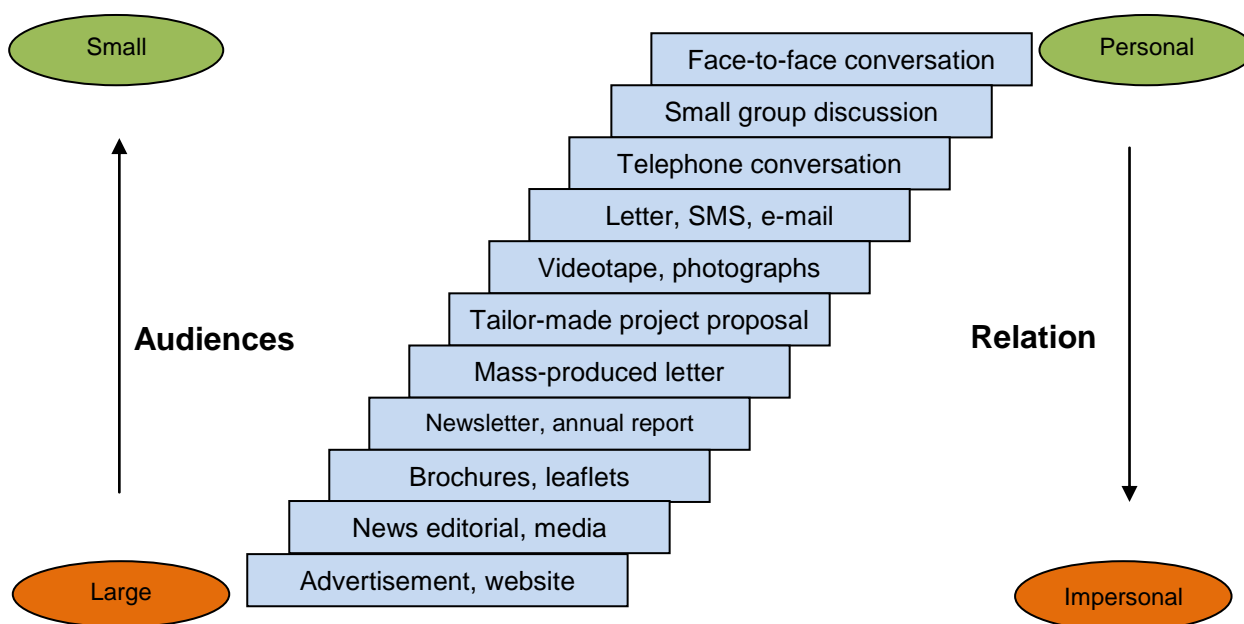 Small
Personal
Face-to-face conversation
Small group discussion
Telephone conversation
Letter, SMS, e-mail
Videotape, photographs
Tailor-made project proposal
Audiences
Relation
Mass-produced letter
Newsletter, annual report
Brochures, leaflets
News editorial, media
Advertisement, website
Large
Impersonal